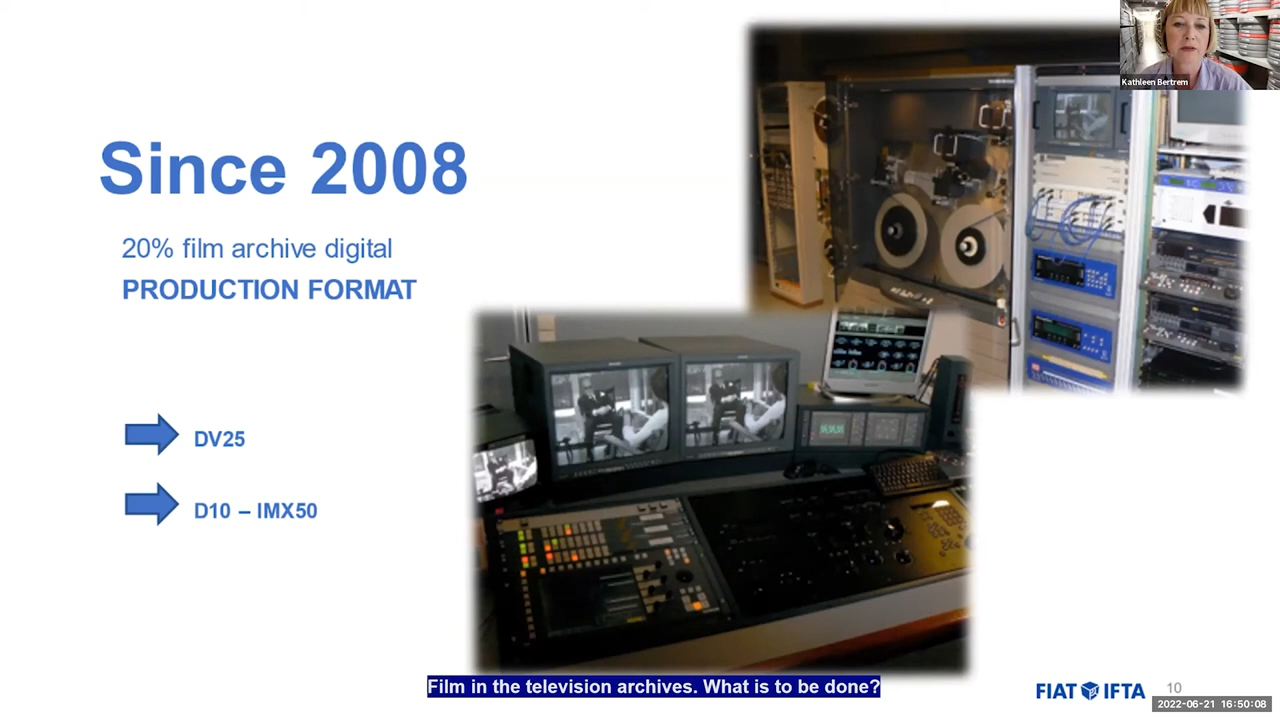 Kathleen Bertrem
Since 2008
20% film archive digital
PRODUCTION FORMAT
DV25
D10 – IMX50
Film in the television archives. What is to be done?
FIAT IFTA
10
2022-06-21 16:50:08